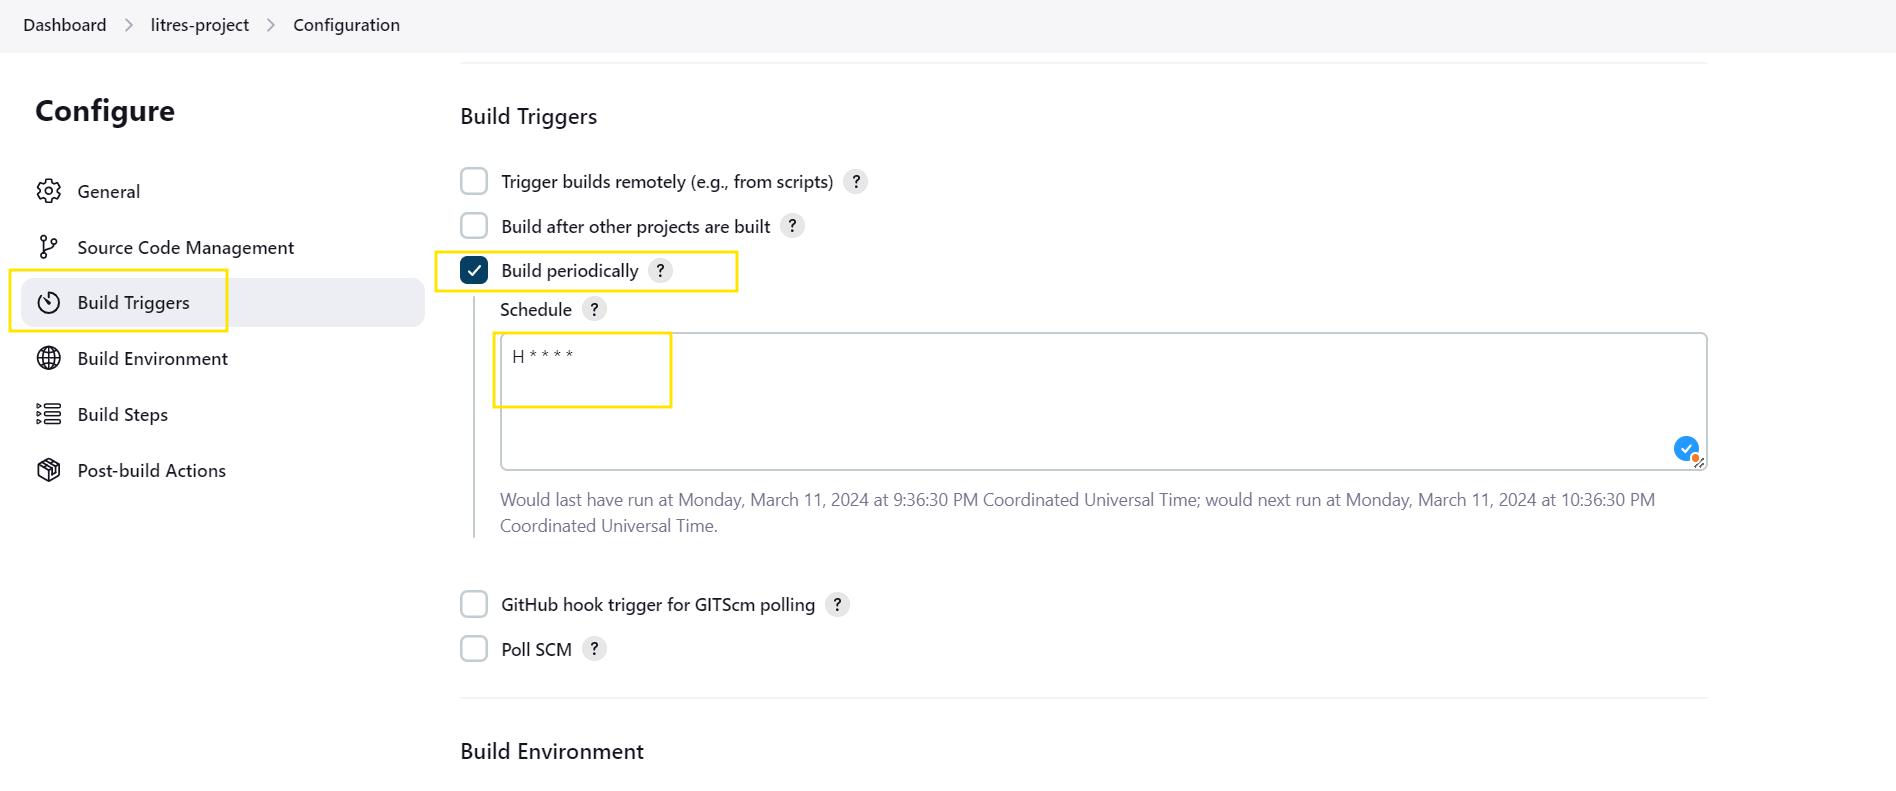 Dashboard > litres-project > Configuration
Configure
General
Source Code Management
Build Triggers
Build Environment
Build Steps
Post-build Actions
Build Triggers
Trigger builds remotely (e.g., from scripts) ?
Build after other projects are built ?
Build periodically ?
Schedule ?
H * * * *
Would last have run at Monday, March 11, 2024 at 9:36:30 PM Coordinated Universal Time; would next run at Monday, March 11, 2024 at 10:36:30 PM
Coordinated Universal Time.
GitHub hook trigger for GITScm polling ?
Poll SCM ?
Build Environment